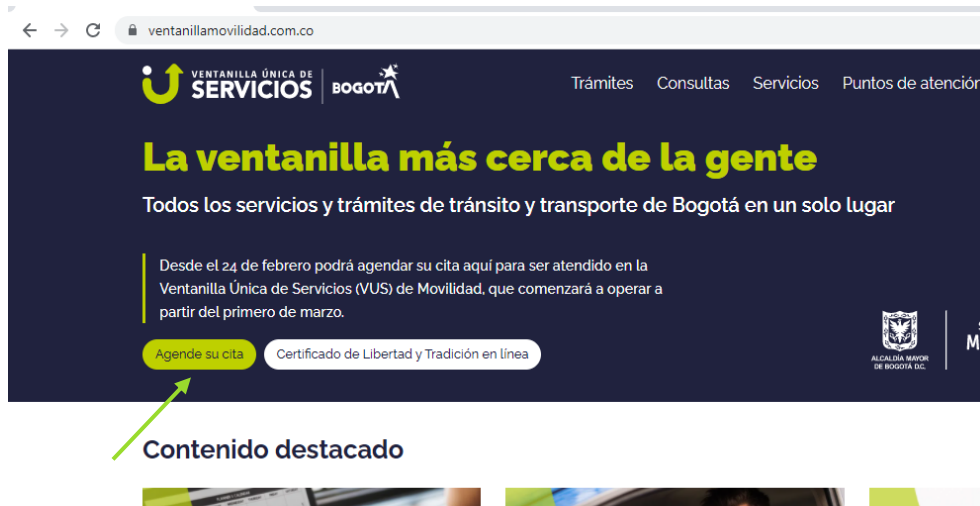 ventanillamovilidad.com.co
VENTANILLA ÚNICA DE
SERVICIOS
BOGOTÁ
Trámites Consultas Servicios Puntos de atención
La ventanilla más cerca de la gente
Todos los servicios y trámites de tránsito y transporte de Bogotá en un solo lugar
Desde el 24 de febrero podrá agendar su cita aquí para ser atendido en la
Ventanilla Única de Servicios (VUS) de Movilidad, que comenzará a operar a
partir del primero de marzo.
Agende su cita Certificado de Libertad y Tradición en línea
ALCALDÍA MAYOR
DE BOGOTÁ D.C.
Contenido destacado